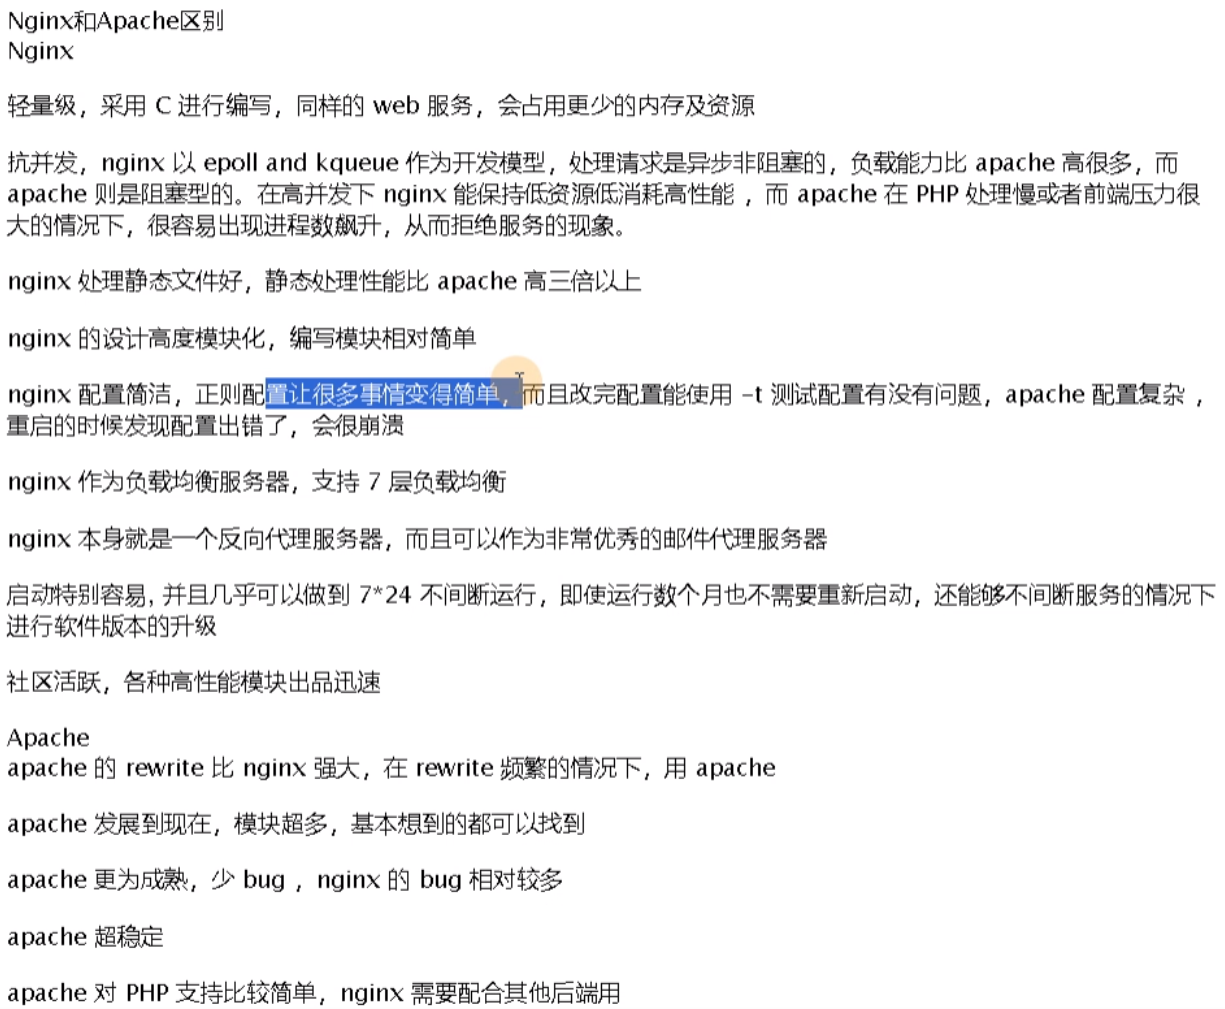 Nginx和Apache区别
Nginx
轻量级，采用 C 进行编写，同样的 web 服务，会占用更少的内存及资源
抗并发，nginx 以 epoll and kqueue 作为开发模型，处理请求是异步非阻塞的，负载能力比 apache 高很多，而
apache 则是阻塞型的。在高并发下 nginx 能保持低资源低消耗高性能 ，而 apache 在 PHP 处理慢或者前端压力很
大的情况下，很容易出现进程数飙升，从而拒绝服务的现象。
nginx 处理静态文件好，静态处理性能比 apache 高三倍以上
nginx 的设计高度模块化，编写模块相对简单
nginx 配置简洁，正则配置让很多事情变得简单，而且改完配置能使用 -t 测试配置有没有问题，apache 配置复杂 ，
重启的时候发现配置出错了，会很崩溃
nginx 作为负载均衡服务器，支持 7 层负载均衡
nginx 本身就是一个反向代理服务器，而且可以作为非常优秀的邮件代理服务器
启动特别容易, 并且几乎可以做到 7*24 不间断运行，即使运行数个月也不需要重新启动，还能够不间断服务的情况下
进行软件版本的升级
社区活跃，各种高性能模块出品迅速
Apache
apache 的 rewrite 比 nginx 强大，在 rewrite 频繁的情况下，用 apache
apache 发展到现在，模块超多，基本想到的都可以找到
apache 更为成熟，少 bug ，nginx 的 bug 相对较多
apache 超稳定
apache 对 PHP 支持比较简单，nginx 需要配合其他后端用